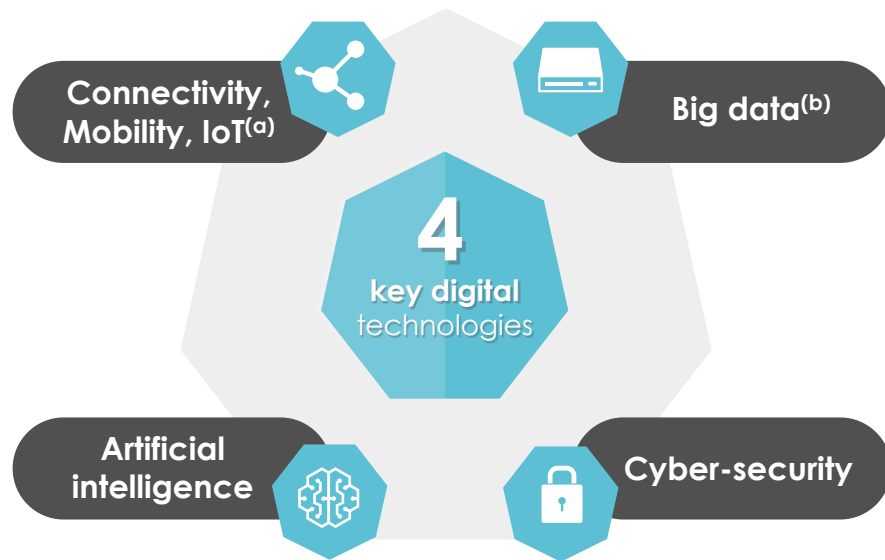 Connectivity,
Mobility, IoT(a)
Big data(b)
4
key digital
technologies
Artificial
intelligence
Cyber-security